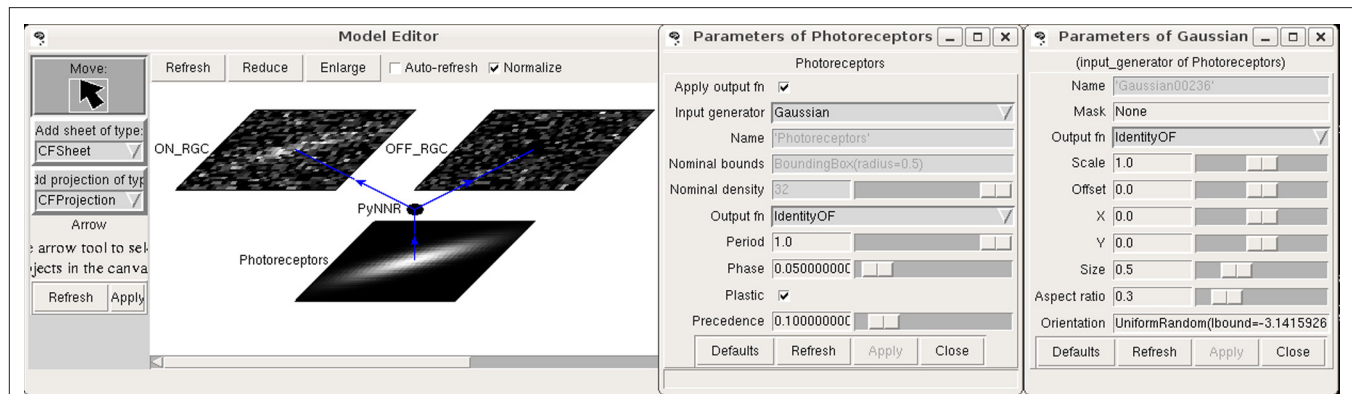 Model Editor
Move:
Refresh Reduce Enlarge Auto-refresh Normalize
Add sheet of type:
CFSheet
dd projection of typ
CFProjection
Arrow
e arrow tool to sel
jects in the canva
Refresh Apply
ON_RGC
OFF_RGC
PyNNR
Photoreceptors
Parameters of Photoreceptors
Photoreceptors
Apply output fn
Input generator Gaussian
Name 'Photoreceptors'
Nominal bounds BoundingBox(radius=0.5)
Nominal density 32
Output fn IdentityOF
Period 1.0
Phase 0.05000000C
Plastic
Precedence 0.10000000C
Defaults Refresh Apply Close
Parameters of Gaussian
(input_generator of Photoreceptors)
Name 'Gaussian00236'
Mask None
Output fn IdentityOF
Scale 1.0
Offset 0.0
X 0.0
Y 0.0
Size 0.5
Aspect ratio 0.3
Orientation UniformRandom(lbound=-3.1415926
Defaults Refresh Apply Close